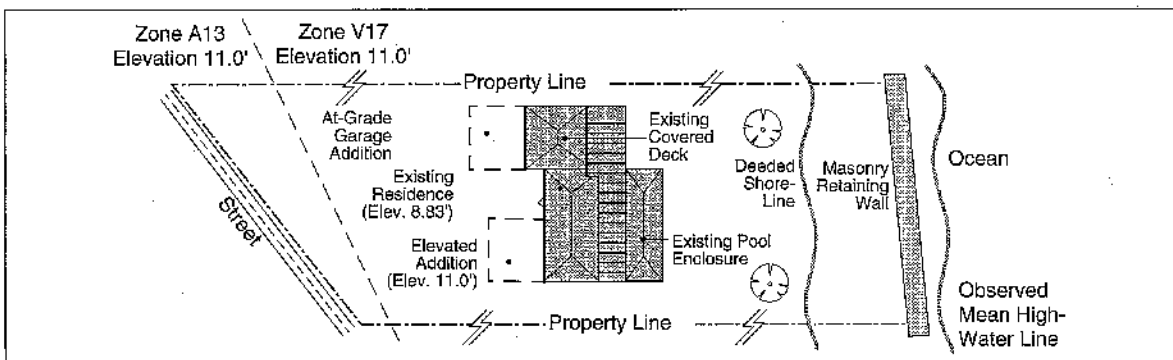 Zone A13
Elevation 11.0'
Zone V17
Elevation 11.0'
Property Line
At-Grade
Garage
Addition
Existing
Covered
Deck
Existing
Residence
(Elev. 8.83')
Deeded
Shore-
Line
Masonry
Retaining
Wall
Ocean
Street
Elevated
Addition
(Elev. 11.0')
Existing Pool
Enclosure
Property Line
Observed
Mean High-
Water Line